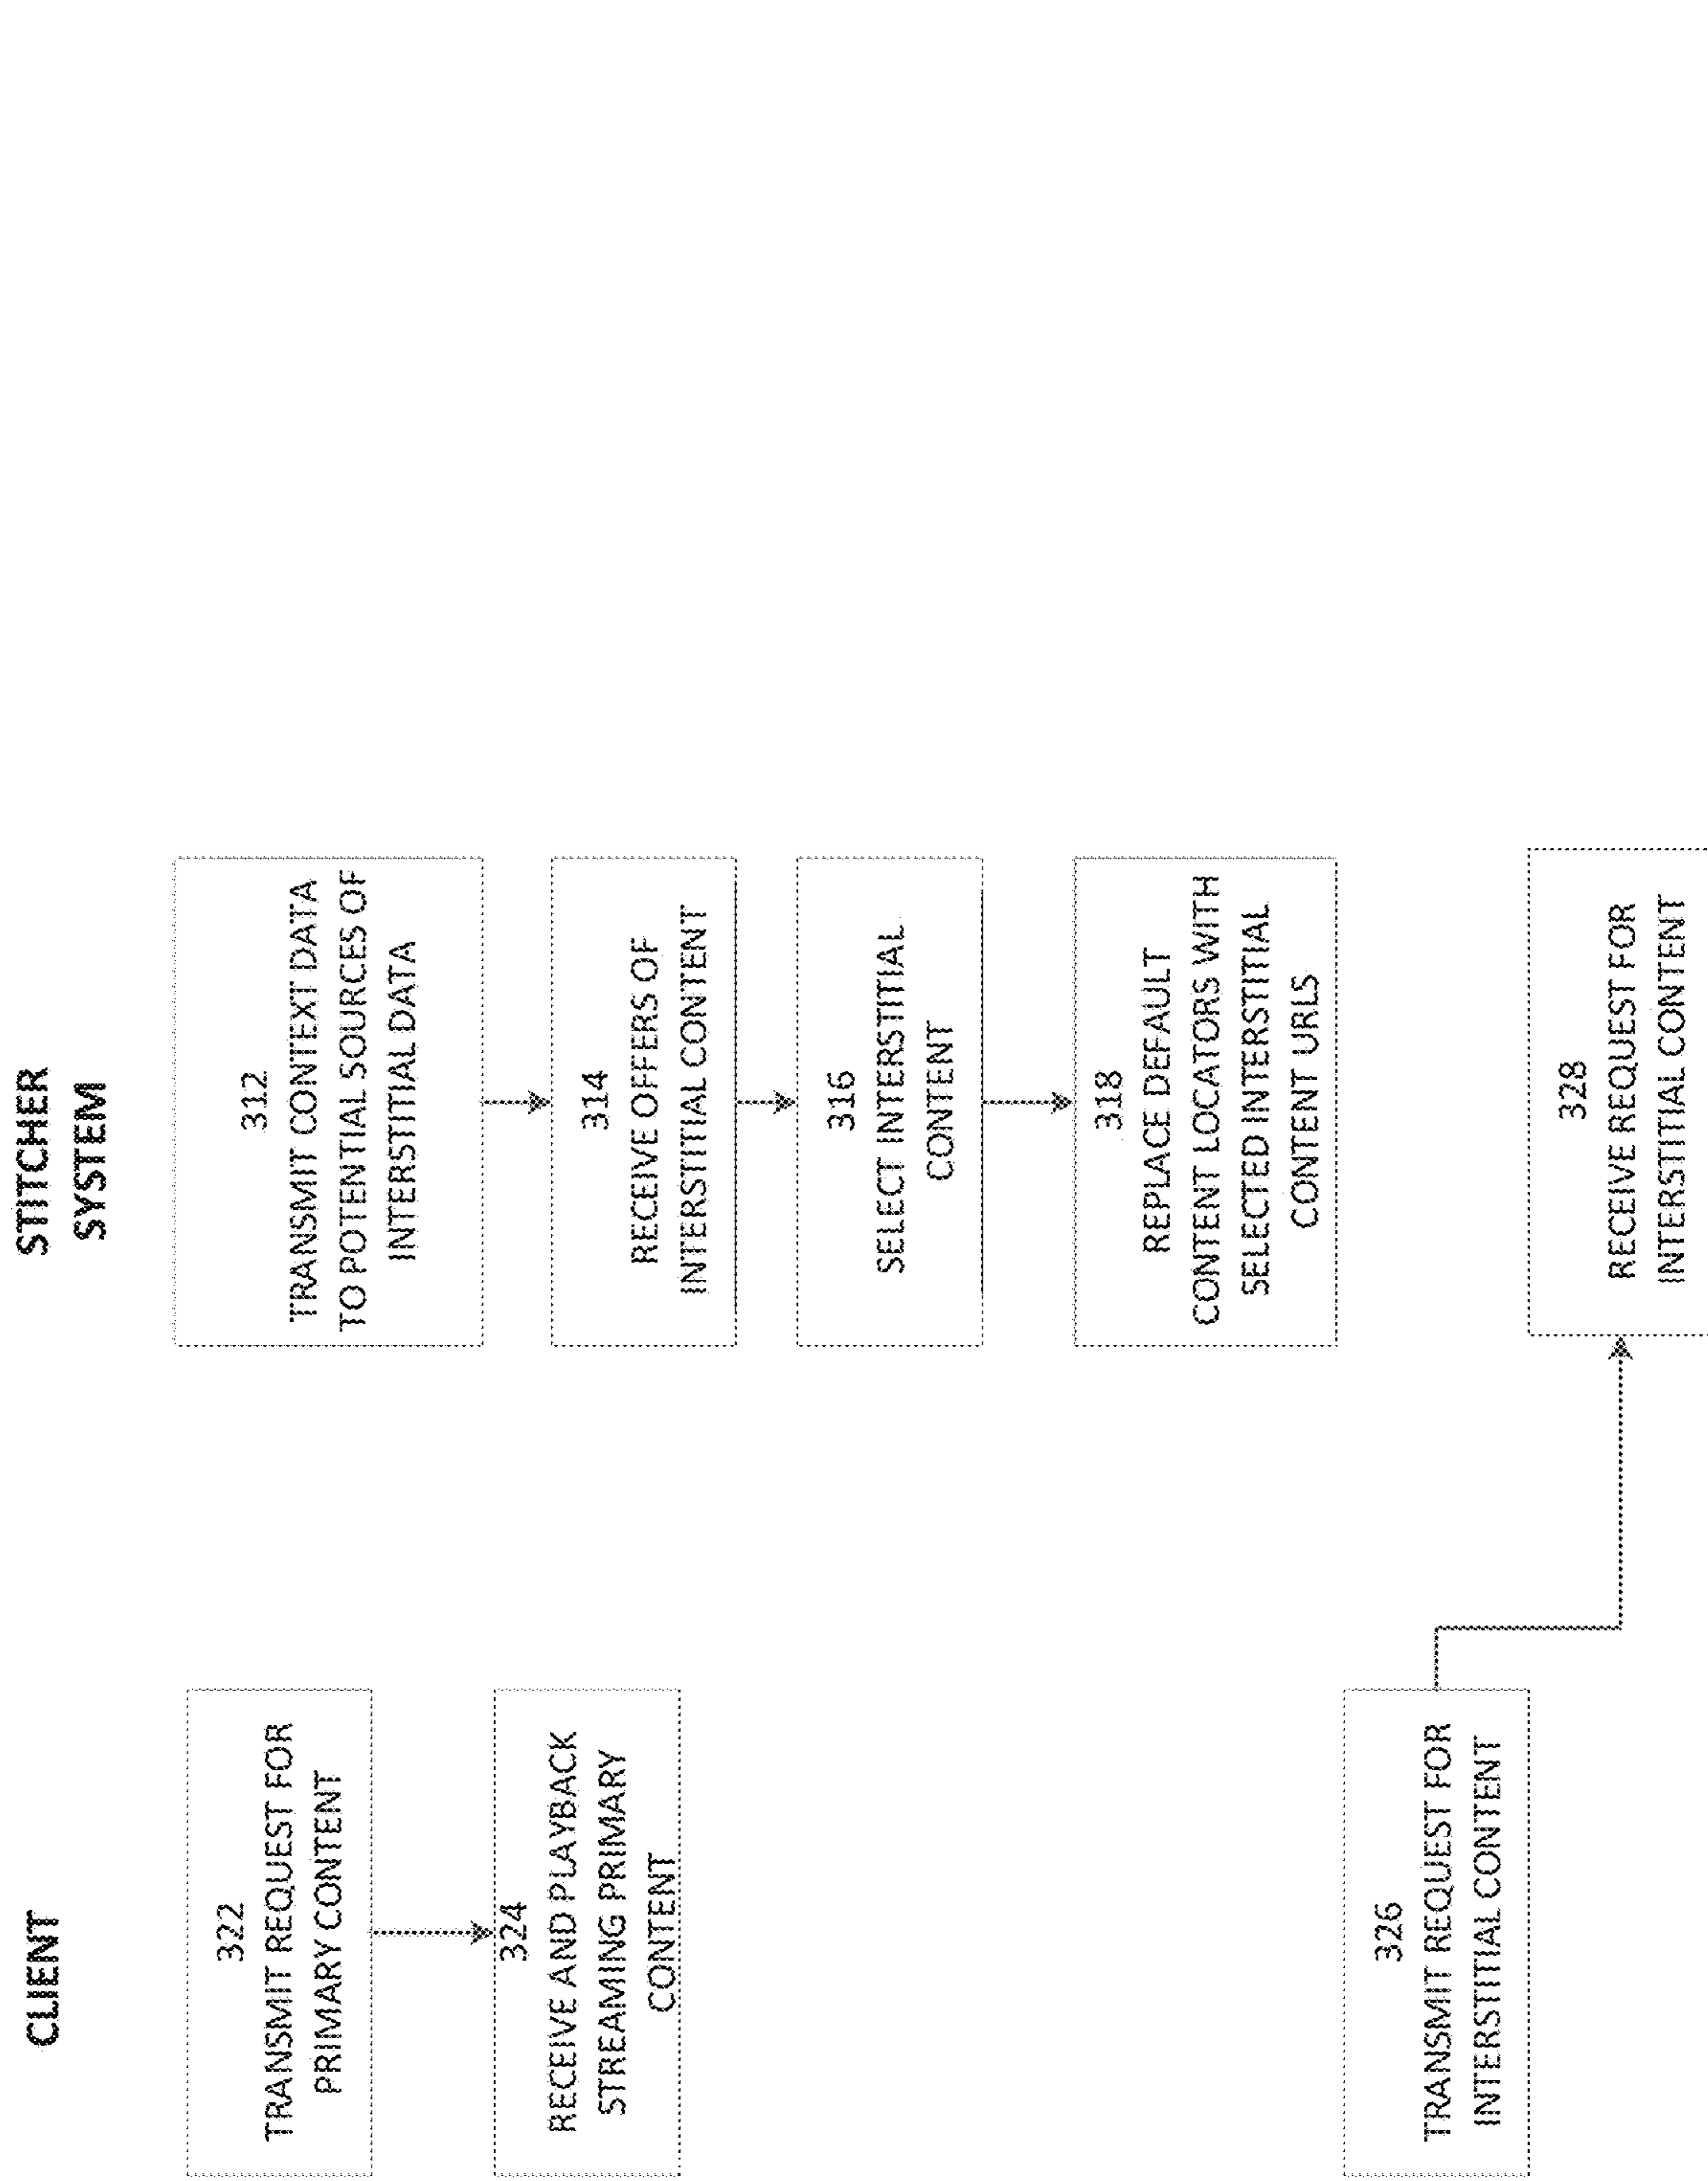 CLIENT
322
TRANSMIT REQUEST FOR
PRIMARY CONTENT
324
RECEIVE AND PLAYBACK
STREAMING PRIMARY
CONTENT
326
TRANSMIT REQUEST FOR
INTERSTITIAL CONTENT
STITCHER
SYSTEM
312
TRANSMIT CONTEXT DATA
TO POTENTIAL SOURCES OF
INTERSTITIAL DATA
314
RECEIVE OFFERS OF
INTERSTITIAL CONTENT
316
SELECT INTERSTITIAL
CONTENT
318
REPLACE DEFAULT
CONTENT LOCATORS WITH
SELECTED INTERSTITIAL
CONTENT URLS
328
RECEIVE REQUEST FOR
INTERSTITIAL CONTENT